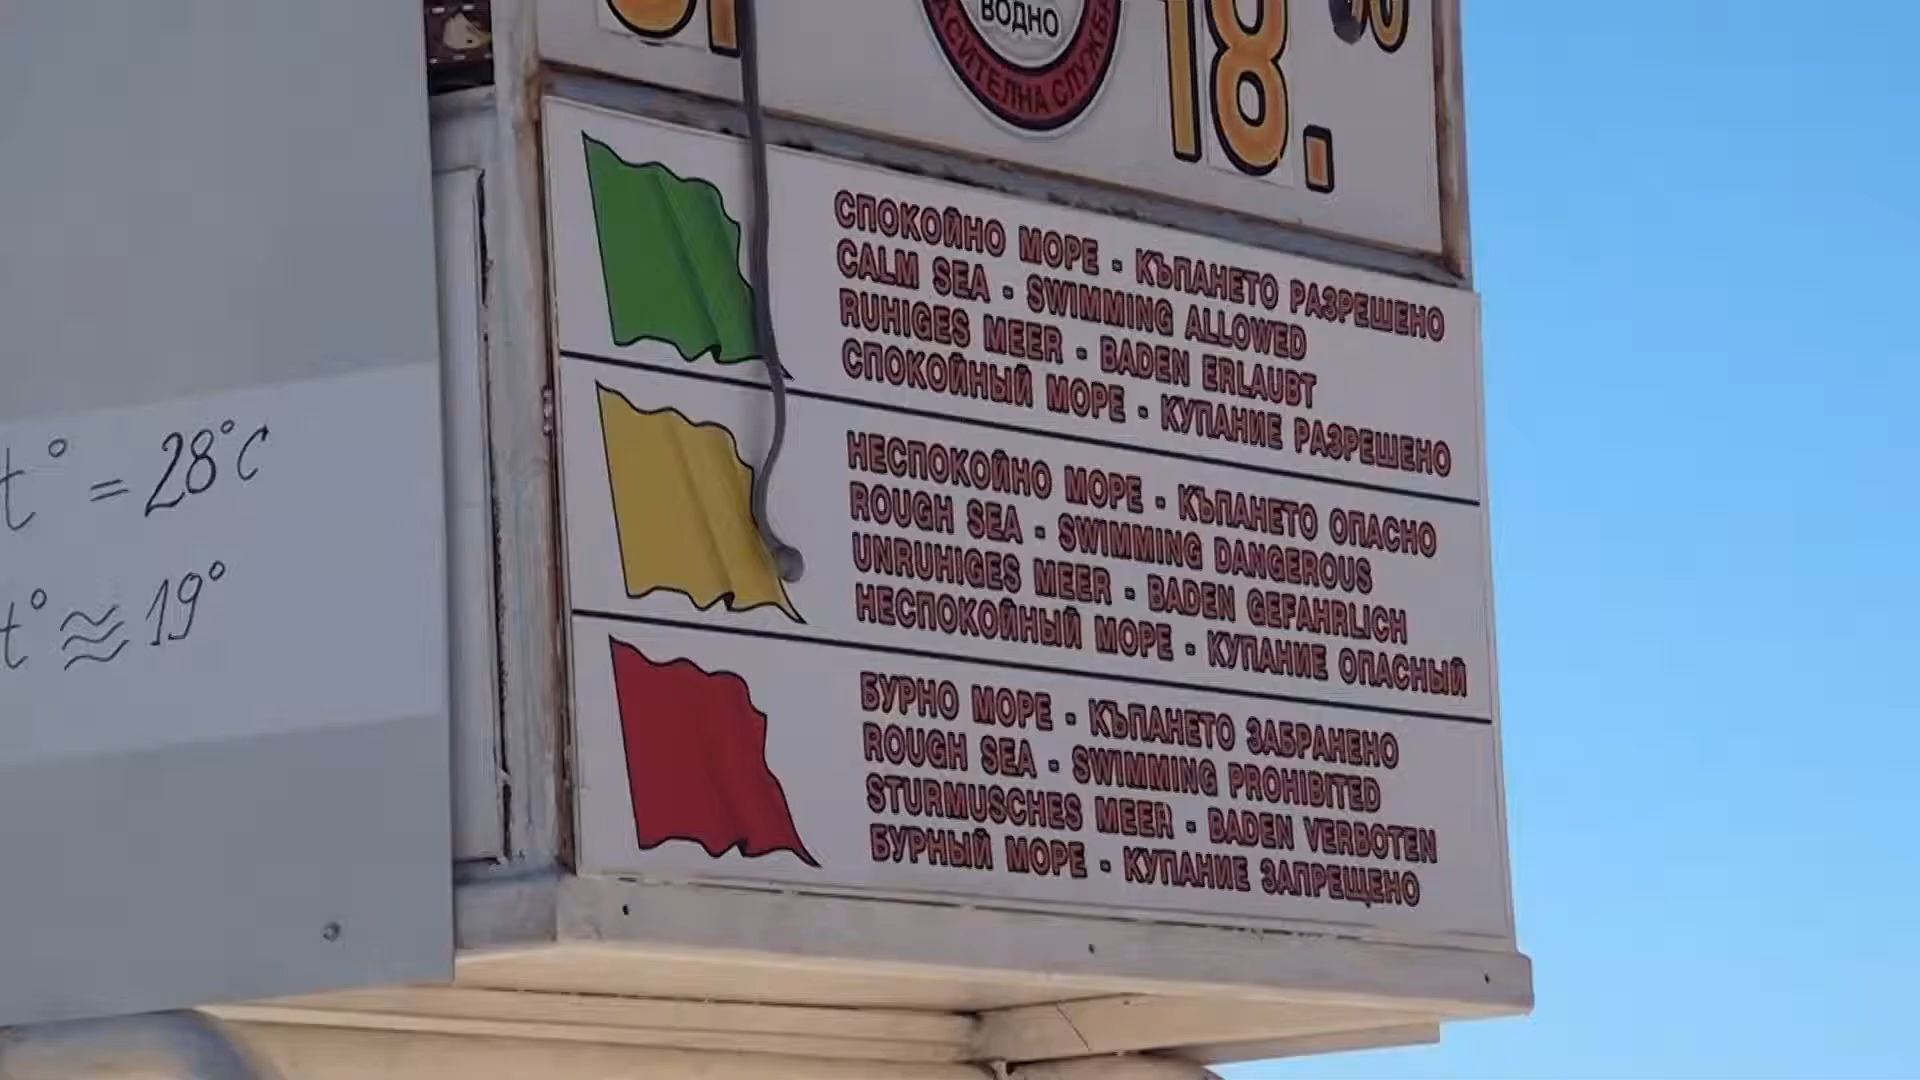 ВОДНО
СПАСИТЕЛНА СЛУЖБА
18.
t° = 28°C
t° ≈ 19°
СПОКОЙНО МОРЕ - КЪПАНЕТО РАЗРЕШЕНО
CALM SEA - SWIMMING ALLOWED
RUHIGES MEER - BADEN ERLAUBT
СПОКОЙНЫЙ МОРЕ - КУПАНИЕ РАЗРЕШЕНО
НЕСПОКОЙНО МОРЕ - КЪПАНЕТО ОПАСНО
ROUGH SEA - SWIMMING DANGEROUS
UNRUHIGES MEER - BADEN GEFAHRLICH
НЕСПОКОЙНЫЙ МОРЕ - КУПАНИЕ ОПАСНЫЙ
БУРНО МОРЕ - КЪПАНЕТО ЗАБРАНЕНО
ROUGH SEA - SWIMMING PROHIBITED
STURMUSCHES MEER - BADEN VERBOTEN
БУРНЫЙ МОРЕ - КУПАНИЕ ЗАПРЕЩЕНО